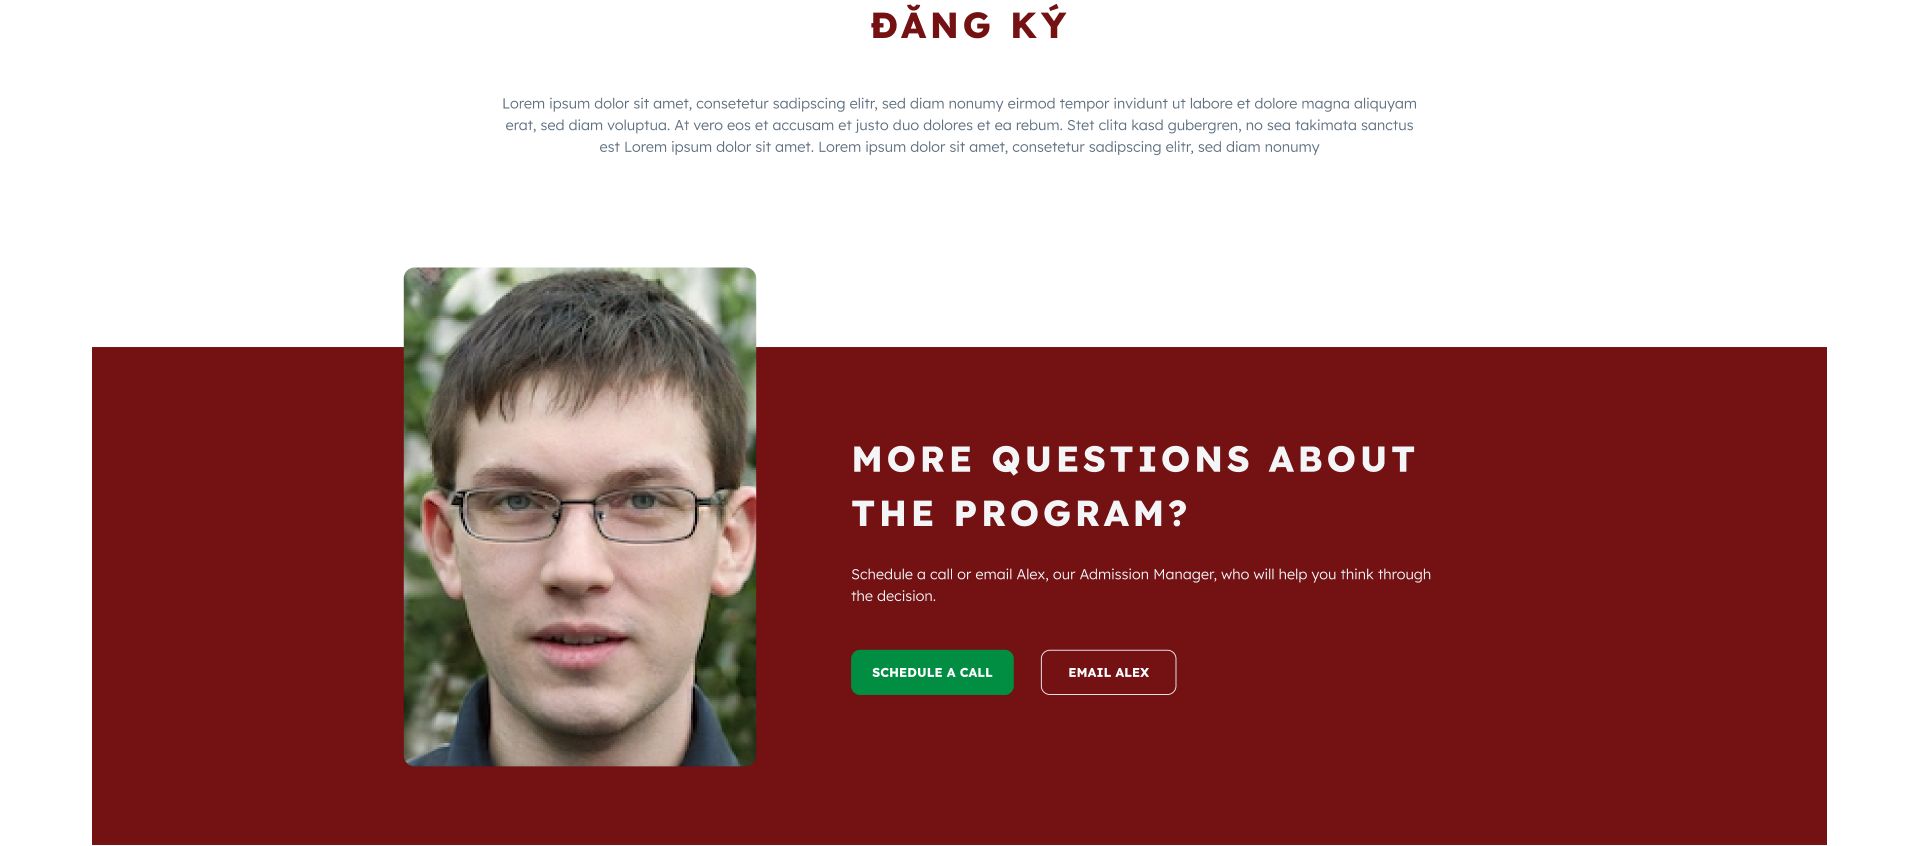 ĐĂNG KÝ
Lorem ipsum dolor sit amet, consetetur sadipscing elitr, sed diam nonumy eirmod tempor invidunt ut labore et dolore magna aliquyam
erat, sed diam voluptua. At vero eos et accusam et justo duo dolores et ea rebum. Stet clita kasd gubergren, no sea takimata sanctus
est Lorem ipsum dolor sit amet. Lorem ipsum dolor sit amet, consetetur sadipscing elitr, sed diam nonumy
MORE QUESTIONS ABOUT
THE PROGRAM?
Schedule a call or email Alex, our Admission Manager, who will help you think through
the decision.
SCHEDULE A CALL
EMAIL ALEX